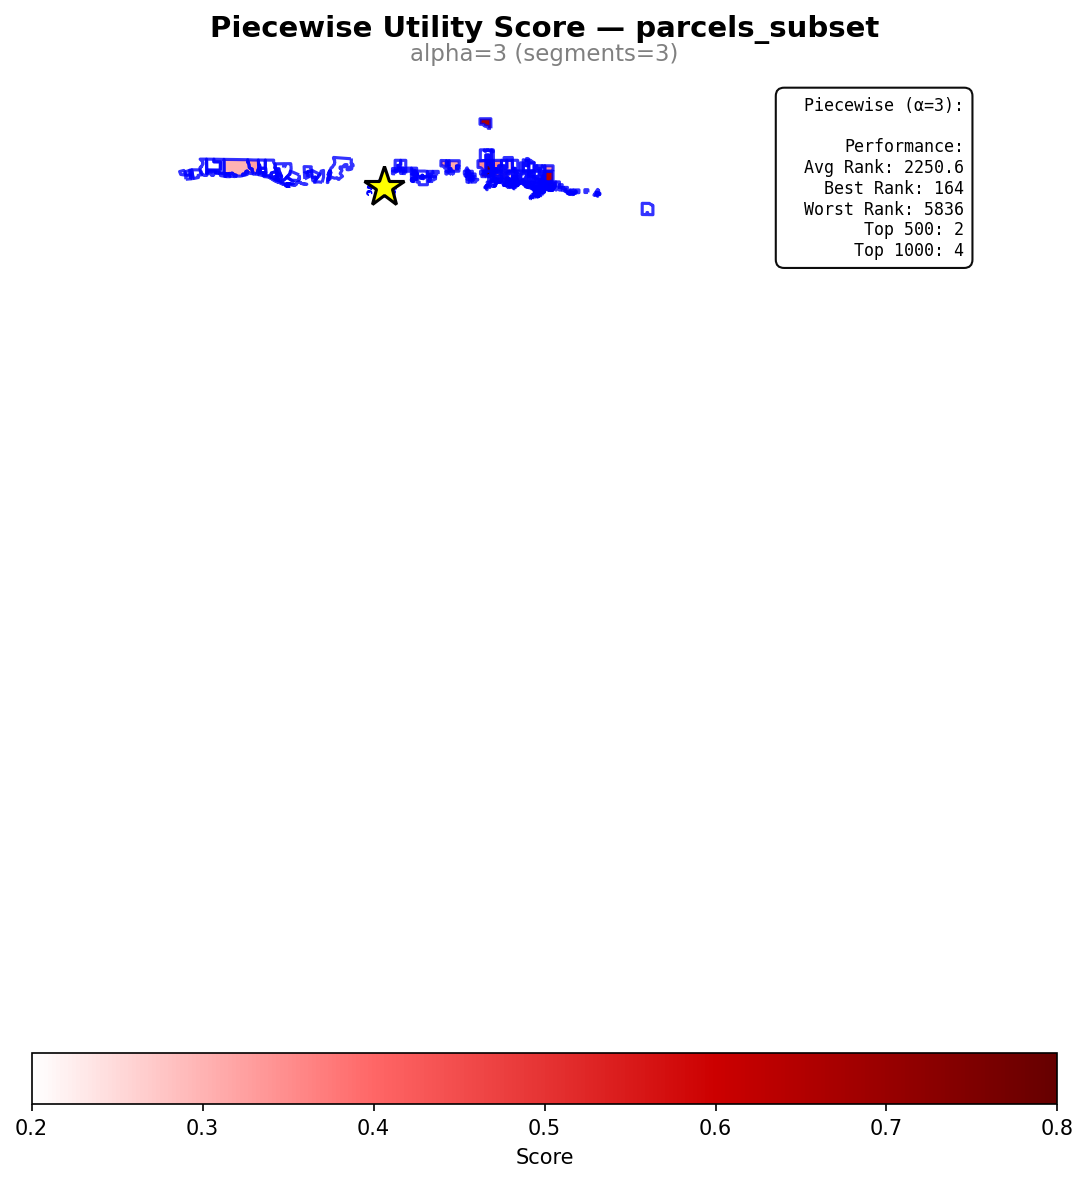 Piecewise Utility Score — parcels_subset
alpha=3 (segments=3)
Piecewise (α=3):
Performance:
Avg Rank: 2250.6
Best Rank: 164
Worst Rank: 5836
Top 500: 2
Top 1000: 4
0.2 0.3 0.4 0.5 0.6 0.7 0.8
Score